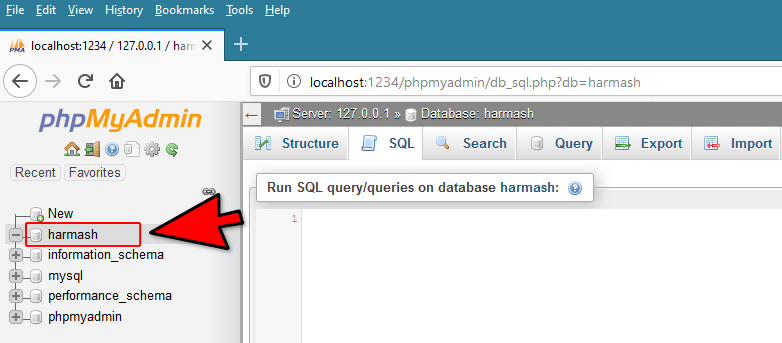 File Edit View History Bookmarks Tools Help
localhost:1234 / 127.0.0.1 / harm
localhost:1234/phpmyadmin/db_sql.php?db=harmash
phpMyAdmin
Server: 127.0.0.1 » Database: harmash
Structure SQL Search Query Export Import
Recent Favorites
Run SQL query/queries on database harmash:
1
New
harmash
information_schema
mysql
performance_schema
phpmyadmin